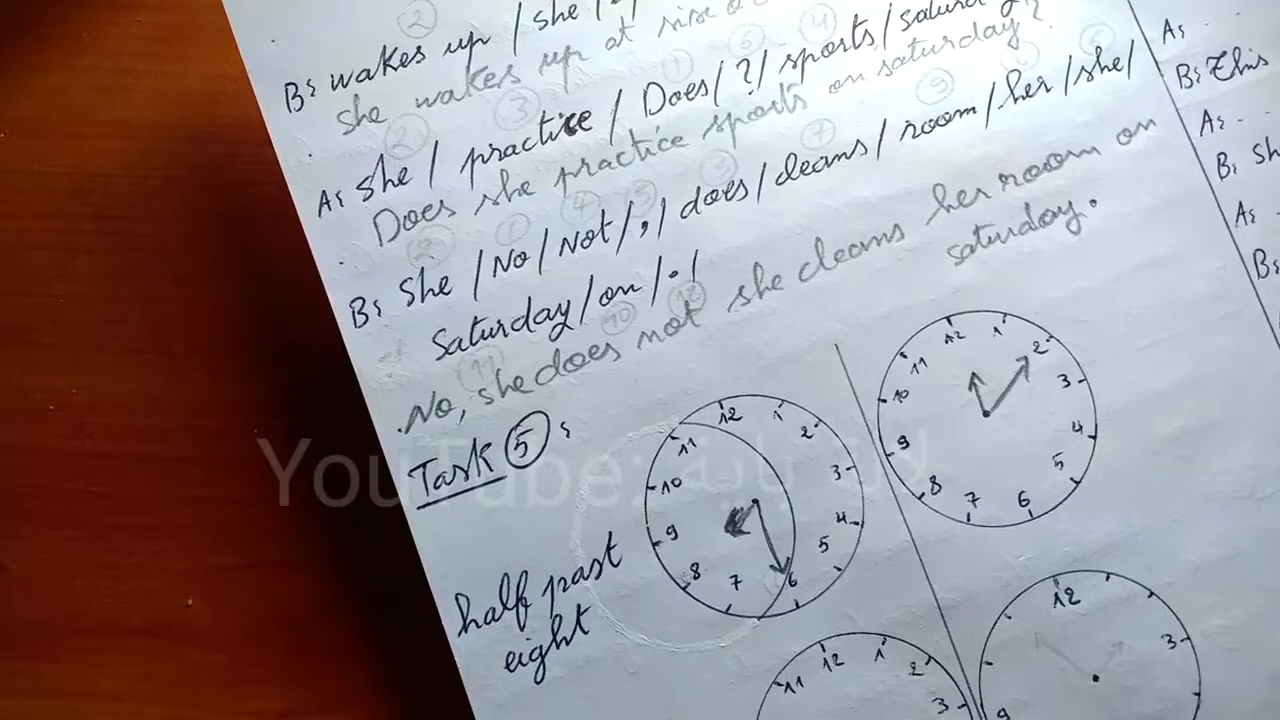 B: wakes up / she /
she wakes up at
A: she / practice / Does / ? / sports / saturday
Does she practice sports on saturday?
B: She / No / Not / , / does / cleans / room / her / she /
Saturday / on / . /
No, she does not she cleans her room on
saturday.
Task 5 :
half past
eight
12 1 2 3 4 5 6 7 8 9 10 11
12 1 2 3 4 5 6 7 8 9 10 11
11 12 1 2 3
12 3 9
A:
B: This
A:
B: Sh
A:
B:
YouTube: